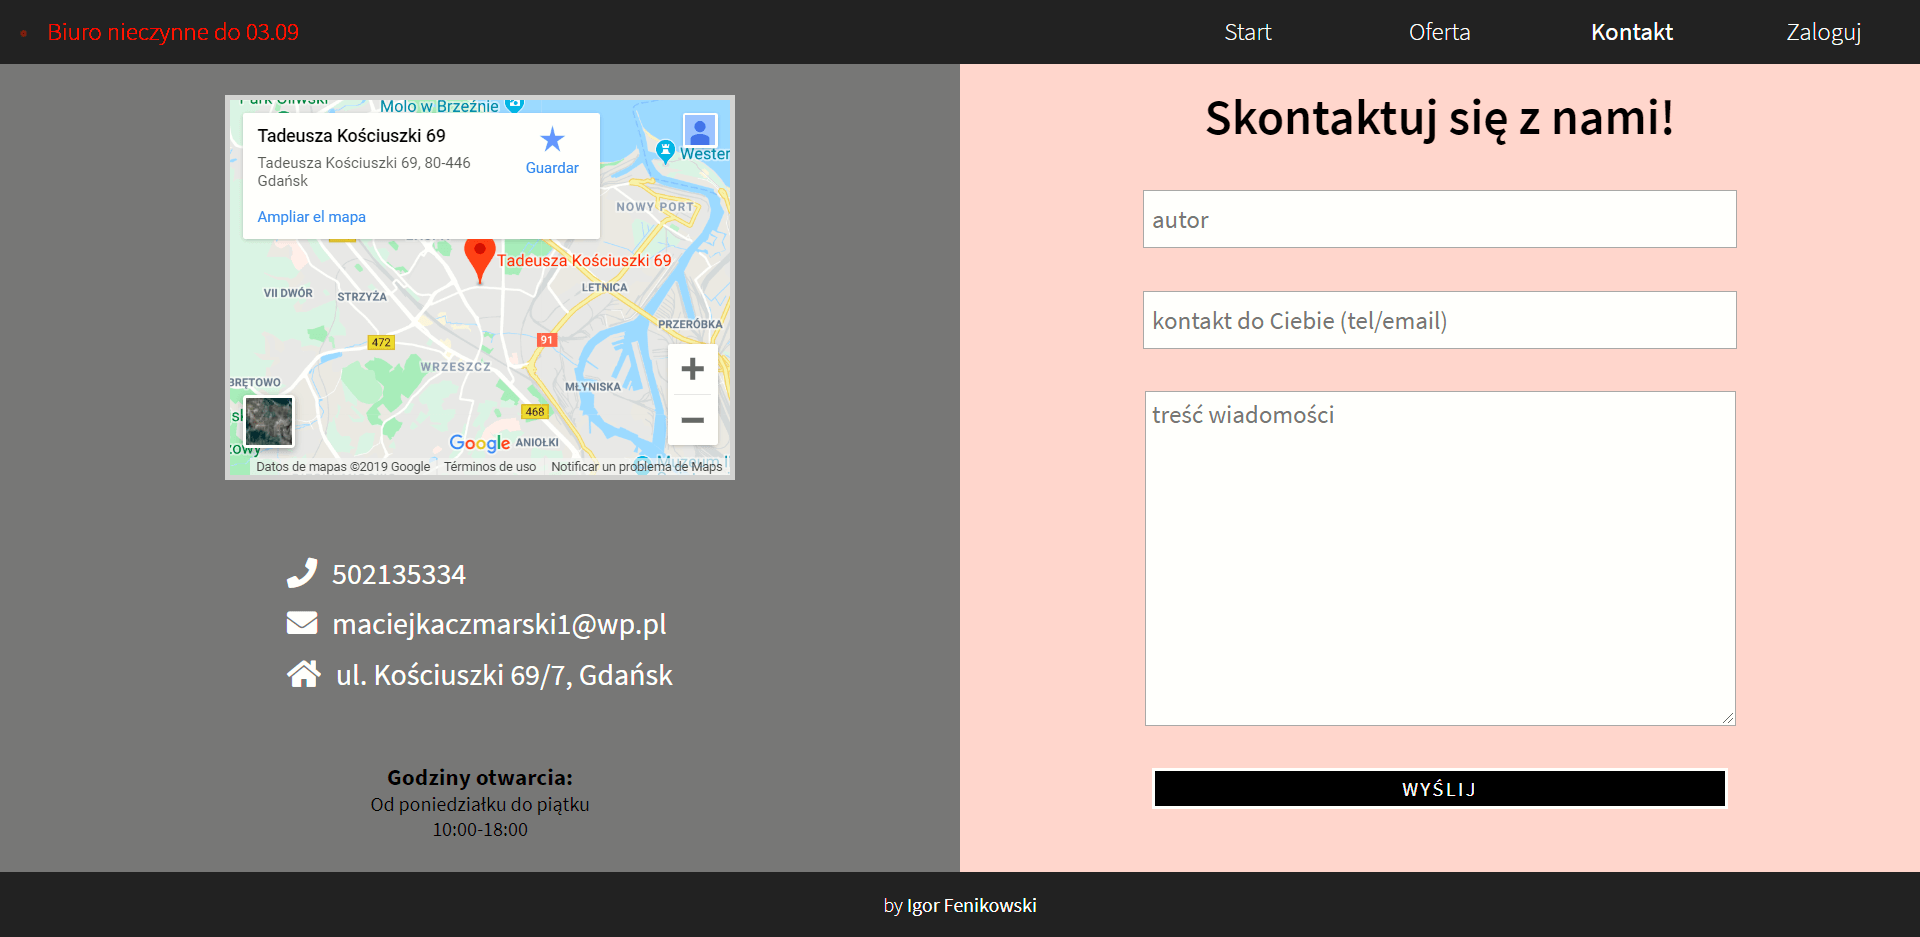 Biuro nieczynne do 03.09
Start
Oferta
Kontakt
Zaloguj
Molo w Brzeźnie
Tadeusza Kościuszki 69
Tadeusza Kościuszki 69, 80-446
Gdańsk
Guardar
Ampliar el mapa
Wester
NOWY PORT
Tadeusza Kościuszki 69
VII DWÓR
STRZYŻA
LETNICA
PRZERÓBKA
472
91
WRZESZCZ
BRĘTOWO
MŁYNISKA
468
Google
ANIOŁKI
Datos de mapas ©2019 Google
Términos de uso
Notificar un problema de Maps
502135334
maciejkaczmarski1@wp.pl
ul. Kościuszki 69/7, Gdańsk
Godziny otwarcia:
Od poniedziałku do piątku
10:00-18:00
Skontaktuj się z nami!
autor
kontakt do Ciebie (tel/email)
treść wiadomości
WYŚLIJ
by Igor Fenikowski